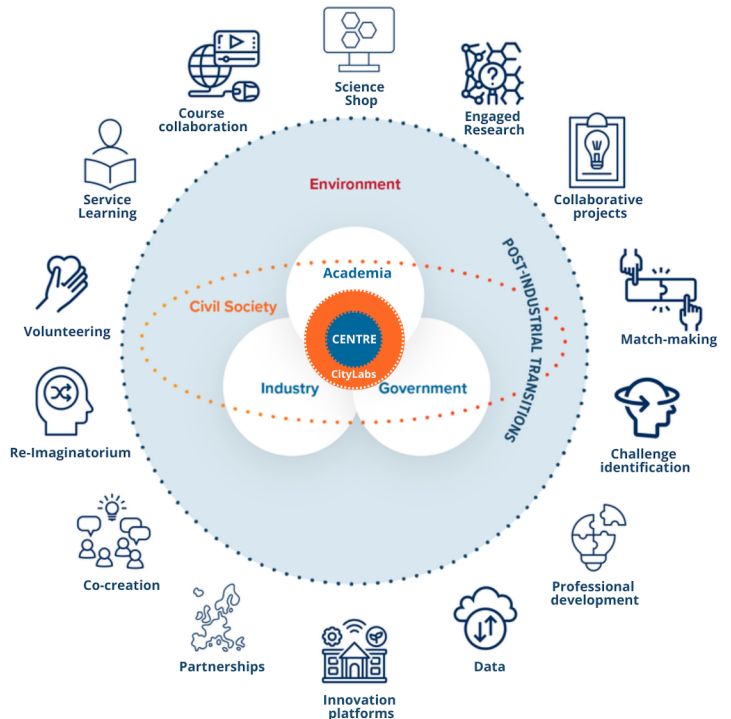 Science
Shop
Course
collaboration
Engaged
Research
Service
Learning
Collaborative
projects
Environment
POST-INDUSTRIAL TRANSITIONS
Academia
Civil Society
CENTRE
CityLabs
Industry
Government
Volunteering
Match-making
?
Re-Imaginatorium
Challenge
identification
Co-creation
Professional
development
Partnerships
Data
Innovation
platforms